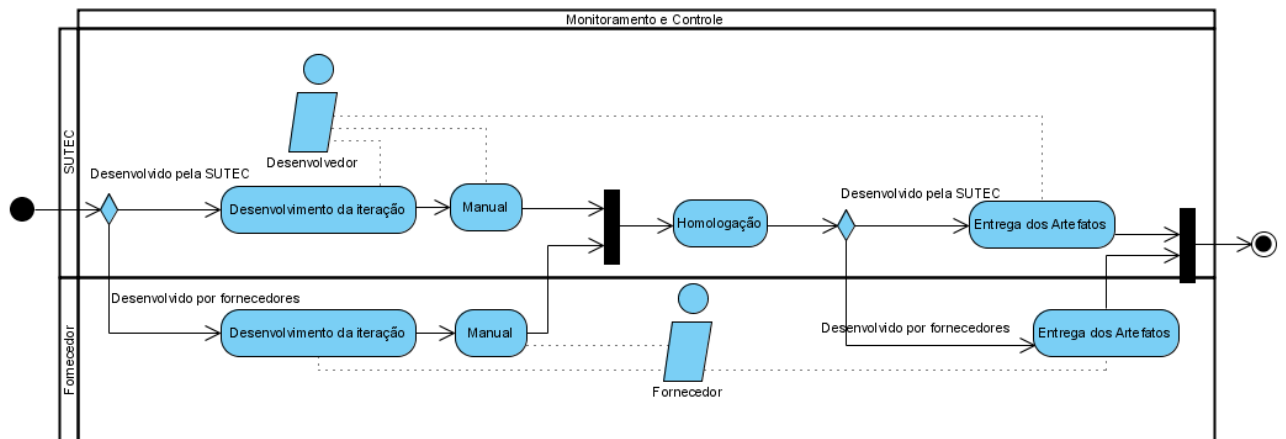 Monitoramento e Controle
SUTEC
Desenvolvedor
Desenvolvido pela SUTEC
Desenvolvimento da iteração
Manual
Homologação
Desenvolvido pela SUTEC
Entrega dos Artefatos
Fornecedor
Desenvolvido por fornecedores
Desenvolvimento da iteração
Manual
Fornecedor
Desenvolvido por fornecedores
Entrega dos Artefatos